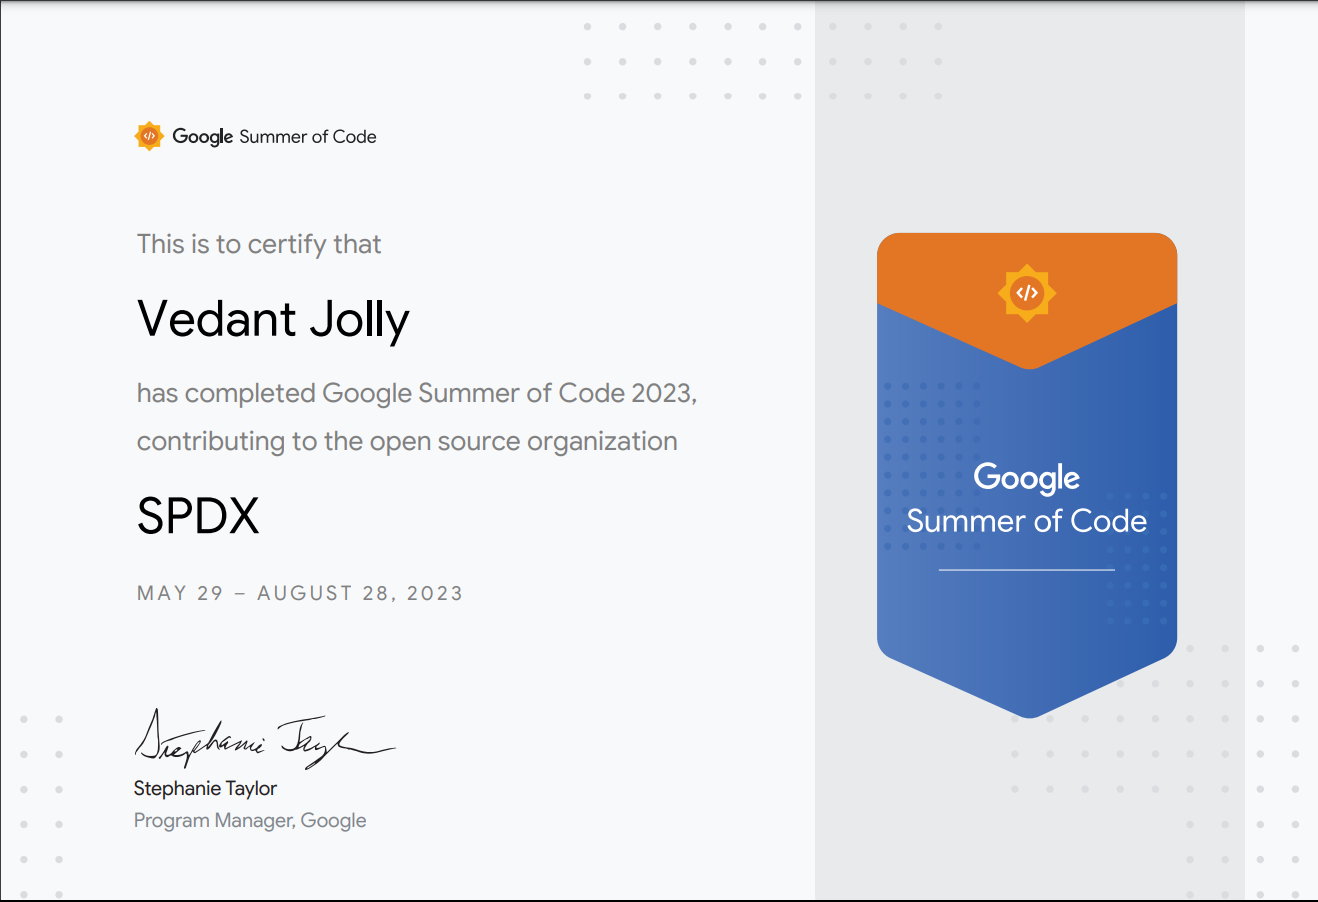 Google Summer of Code
This is to certify that
Vedant Jolly
has completed Google Summer of Code 2023,
contributing to the open source organization
SPDX
MAY 29 – AUGUST 28, 2023
Stephanie Taylor
Stephanie Taylor
Program Manager, Google
</>
Google
Summer of Code